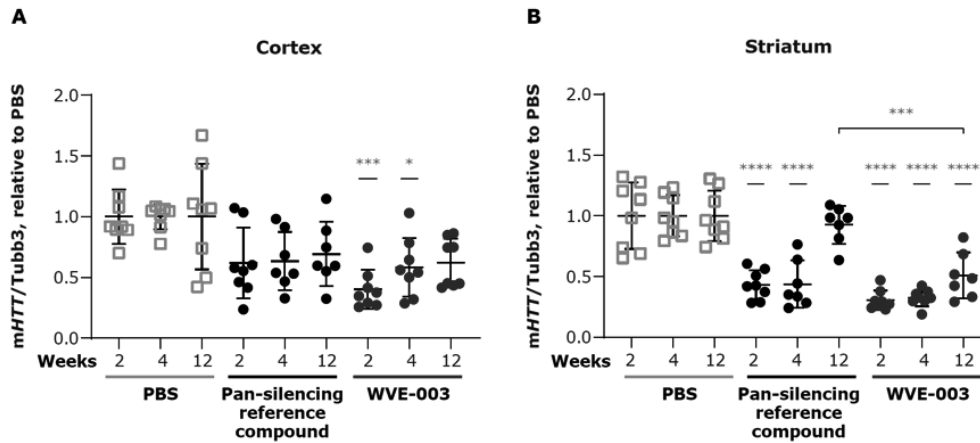 A
Cortex
mHTT/Tubb3, relative to PBS
2.0
1.5
1.0
0.5
0.0
*** *
Weeks 2 4 12 2 4 12 2 4 12
PBS Pan-silencing WVE-003
reference
compound
B
Striatum
mHTT/Tubb3, relative to PBS
2.0
1.5
1.0
0.5
0.0
***
**** **** **** **** ****
Weeks 2 4 12 2 4 12 2 4 12
PBS Pan-silencing WVE-003
reference
compound